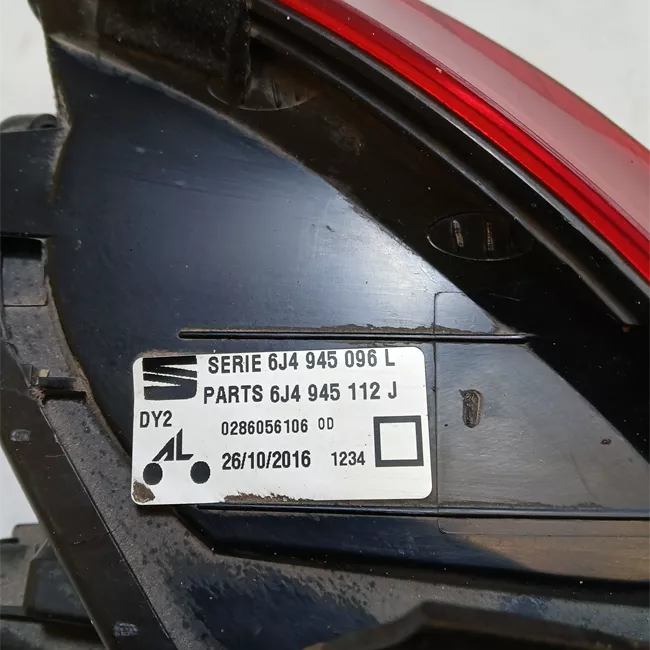 SERIE 6J4 945 096 L
PARTS 6J4 945 112 J
DY2
0286056106 0D
AL
26/10/2016 1234